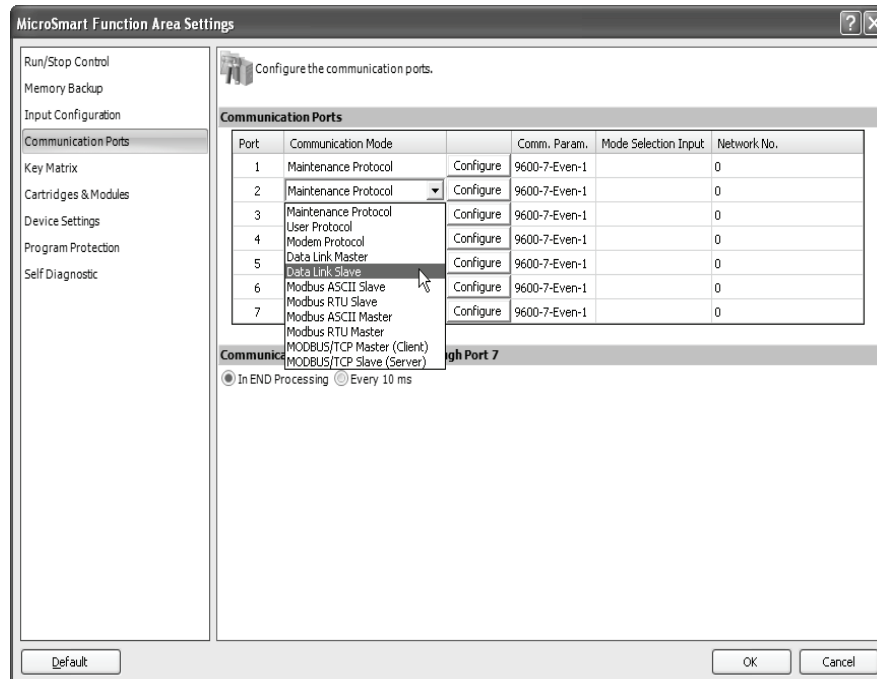 MicroSmart Function Area Settings
Run/Stop Control
Memory Backup
Input Configuration
Communication Ports
Key Matrix
Cartridges & Modules
Device Settings
Program Protection
Self Diagnostic
Configure the communication ports.
Communication Ports
Port Communication Mode Comm. Param. Mode Selection Input Network No.
1 Maintenance Protocol Configure 9600-7-Even-1 0
2 Maintenance Protocol Configure 9600-7-Even-1 0
3 Configure 9600-7-Even-1 0
4 Configure 9600-7-Even-1 0
5 Configure 9600-7-Even-1 0
6 Configure 9600-7-Even-1 0
7 Configure 9600-7-Even-1 0
Maintenance Protocol
User Protocol
Modem Protocol
Data Link Master
Data Link Slave
Modbus ASCII Slave
Modbus RTU Slave
Modbus ASCII Master
Modbus RTU Master
MODBUS/TCP Master (Client)
MODBUS/TCP Slave (Server)
Port 7
In END Processing Every 10 ms
Default OK Cancel